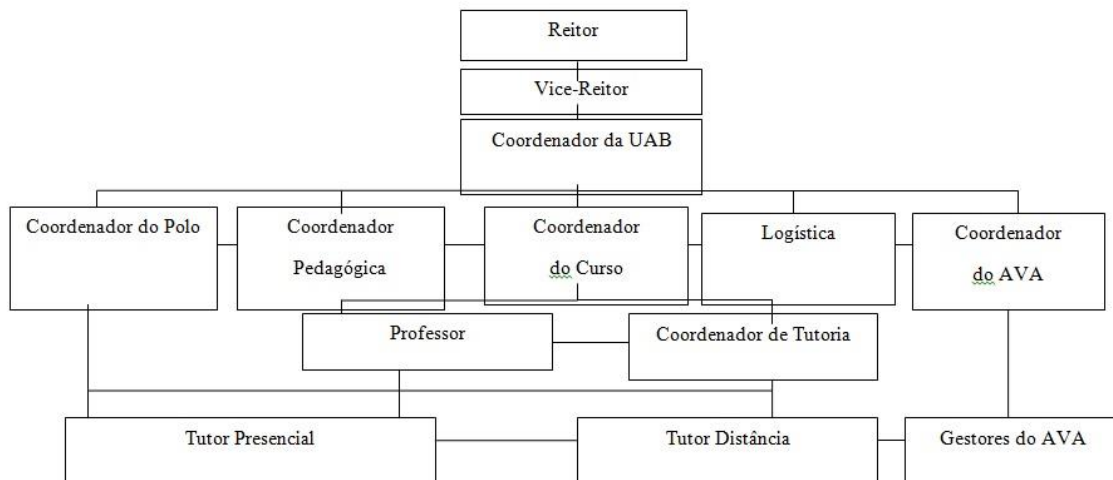 Reitor
Vice-Reitor
Coordenador da UAB
Coordenador do Polo
Coordenador
Pedagógica
Coordenador
do Curso
Logística
Coordenador
do AVA
Professor
Coordenador de Tutoria
Tutor Presencial
Tutor Distância
Gestores do AVA